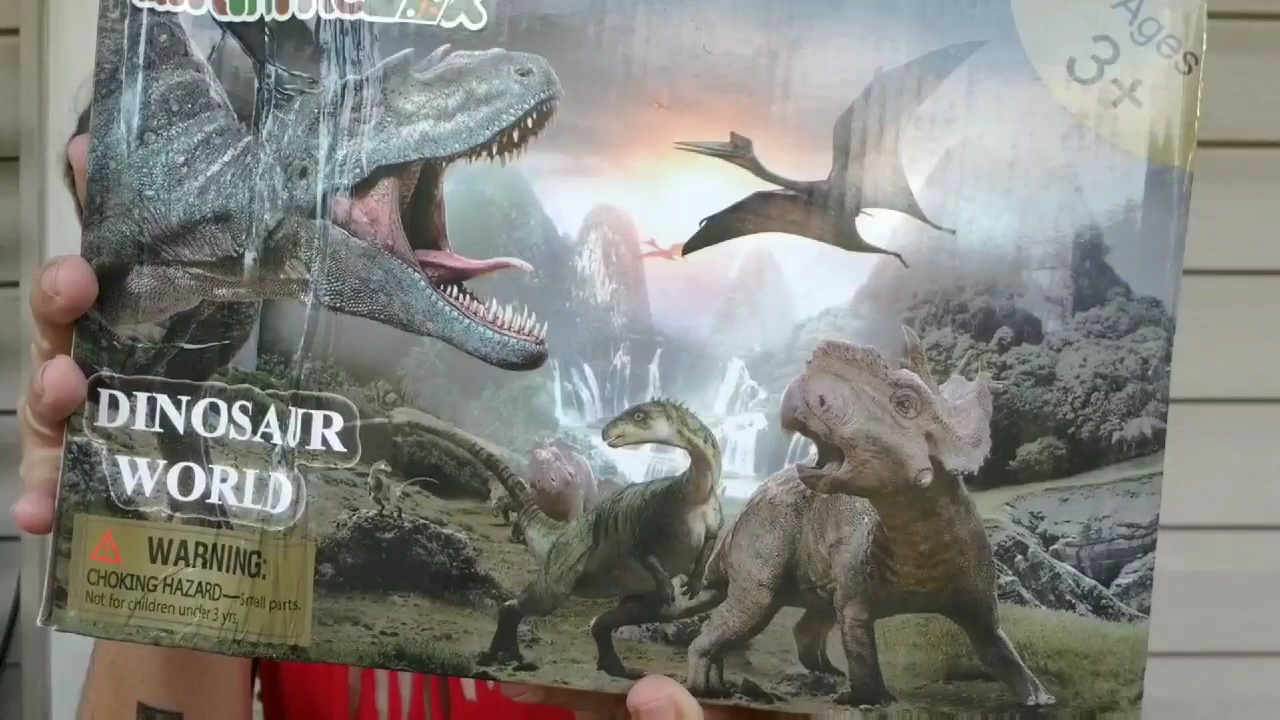 Ages
3+
DINOSAUR
WORLD
WARNING:
CHOKING HAZARD—Small parts.
Not for children under 3 yrs.